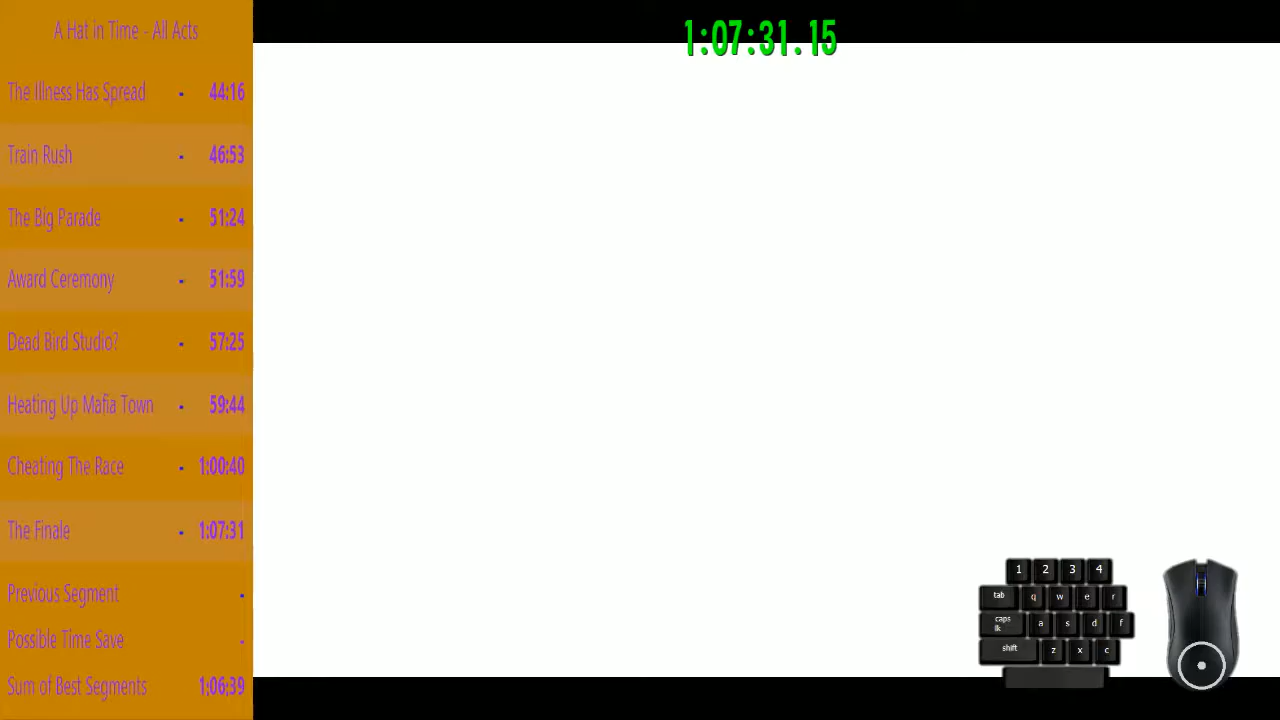 A Hat in Time - All Acts
1:07:31.15
The Illness Has Spread - 44:16
Train Rush - 46:53
The Big Parade - 51:24
Award Ceremony - 51:59
Dead Bird Studio? - 57:25
Heating Up Mafia Town - 59:44
Cheating The Race - 1:00:40
The Finale - 1:07:31
Previous Segment -
Possible Time Save -
Sum of Best Segments 1:06:39
1 2 3 4
tab q w e r
caps lk a s d f
shift z x c